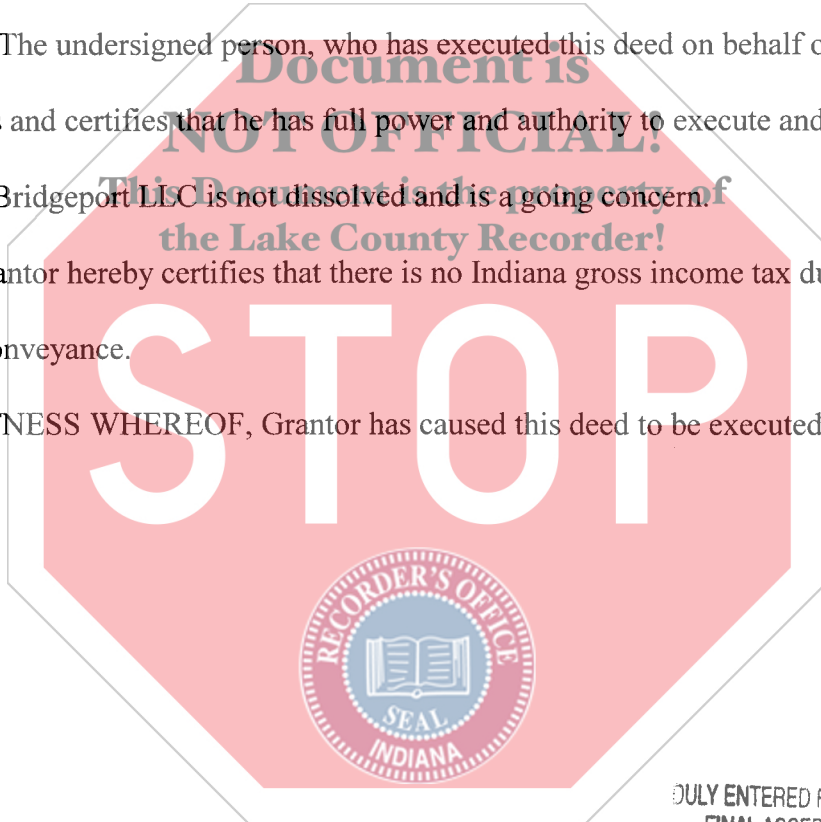 The undersigned person, who has executed this deed on behalf o
Document is
and certifies that he has full power and authority to execute and
NOT OFFICIAL!
Bridgeport LLC is not dissolved and is a going concern.
This Document is the property of
the Lake County Recorder!
antor hereby certifies that there is no Indiana gross income tax du
onveyance.
STOP
NESS WHEREOF, Grantor has caused this deed to be executed
RECORDER'S OFFICE
SEAL
INDIANA
DULY ENTERED F
FINAL ACCEP